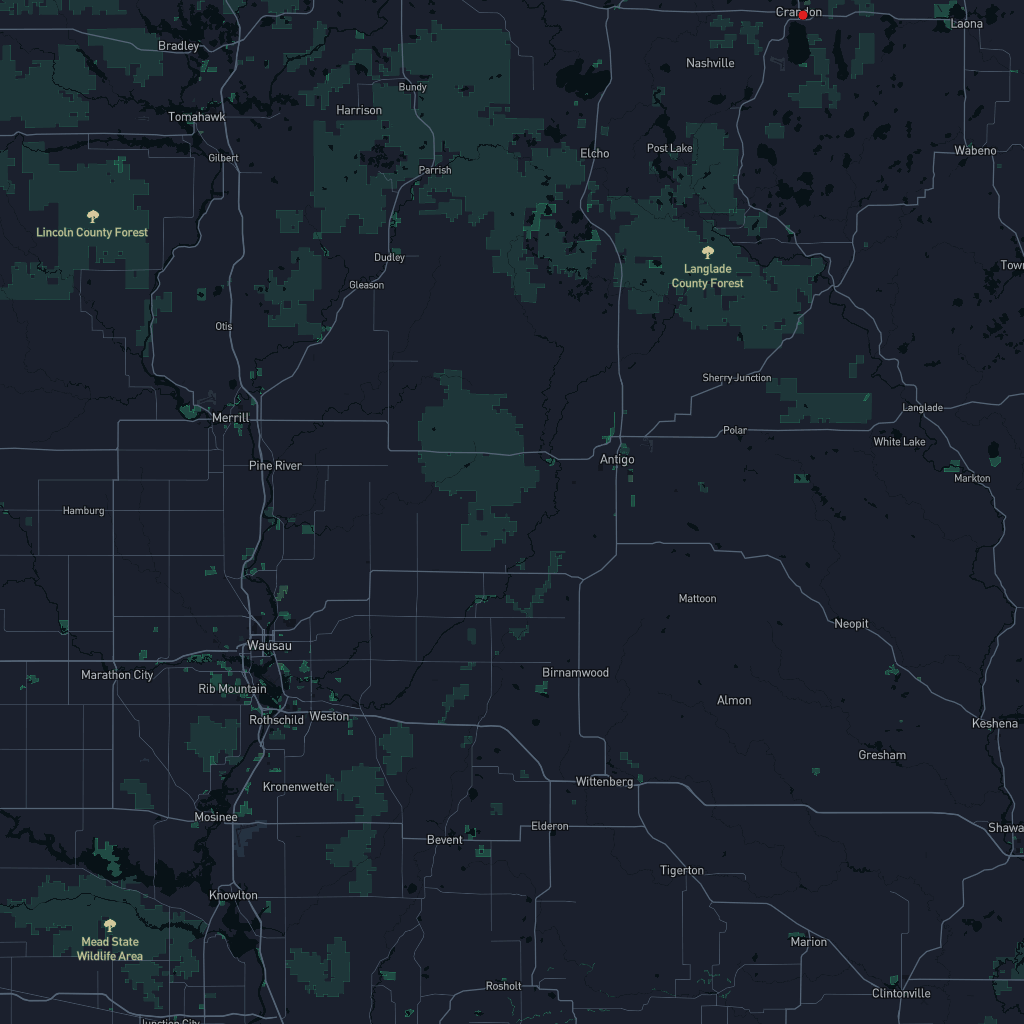 Crandon
Laona
Bradley
Nashville
Bundy
Harrison
Tomahawk
Post Lake
Wabeno
Elcho
Gilbert
Parrish
Lincoln County Forest
Dudley
Langlade
County Forest
Town
Gleason
Otis
Sherry Junction
Langlade
Merrill
Polar
White Lake
Antigo
Pine River
Markton
Hamburg
Mattoon
Neopit
Wausau
Marathon City
Birnamwood
Rib Mountain
Almon
Rothschild
Weston
Keshena
Gresham
Wittenberg
Kronenwetter
Mosinee
Elderon
Shawa
Bevent
Tigerton
Knowlton
Mead State
Wildlife Area
Marion
Rosholt
Clintonville
Junction City